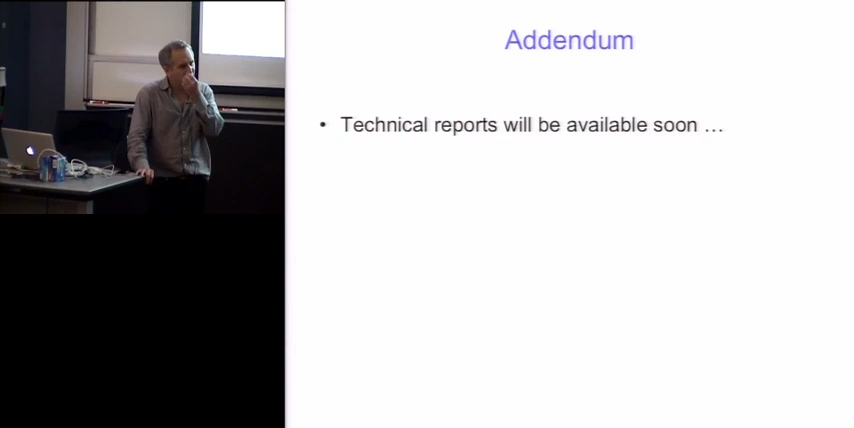 Addendum
• Technical reports will be available soon …